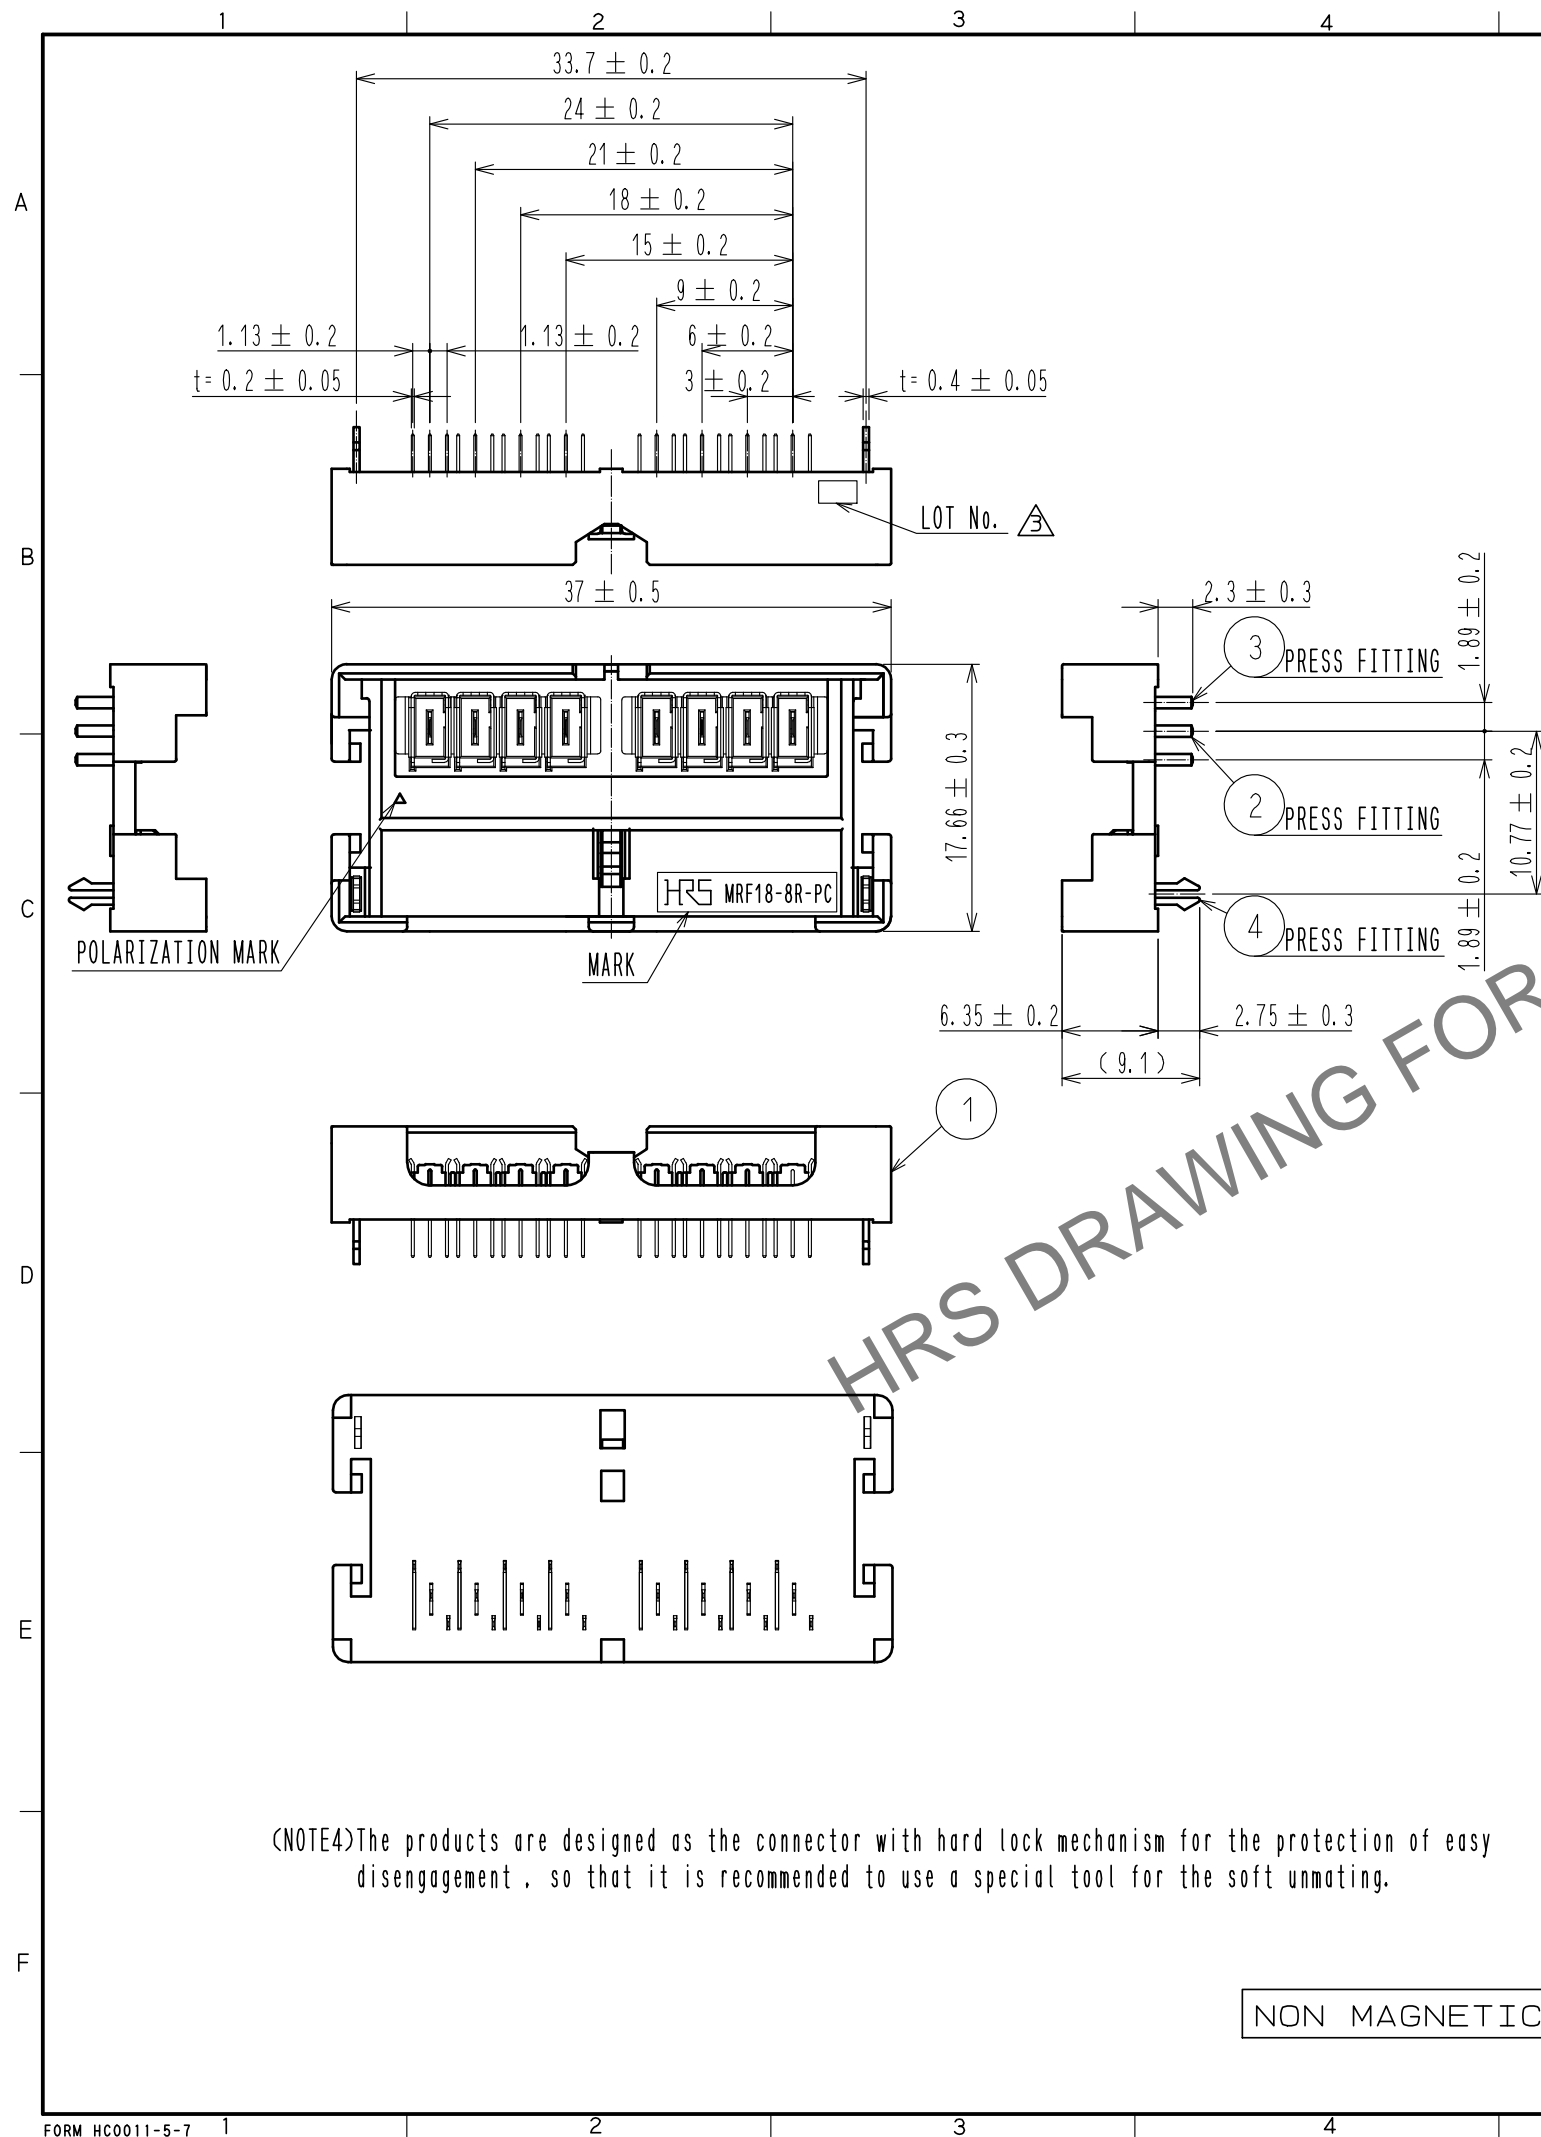 1 2 3 4
33.7 ± 0.2
24 ± 0.2
21 ± 0.2
A
18 ± 0.2
15 ± 0.2
9 ± 0.2
1.13 ± 0.2 1.13 ± 0.2 6 ± 0.2
t= 0.2 ± 0.05 3 ± 0.2 t= 0.4 ± 0.05
LOT No. 3
B
37 ± 0.5
2.3 ± 0.3
1.89 ± 0.2
3 PRESS FITTING
17.66 ± 0.3
2 PRESS FITTING
10.77 ± 0.2
C
HRS MRF18-8R-PC
4 PRESS FITTING
1.89 ± 0.2
POLARIZATION MARK
MARK
6.35 ± 0.2 2.75 ± 0.3
(9.1)
1
HRS DRAWING FOR
D
E
(NOTE4)The products are designed as the connector with hard lock mechanism for the protection of easy
disengagement . so that it is recommended to use a special tool for the soft unmating.
F
NON MAGNETIC
FORM HC0011-5-7 1 2 3 4